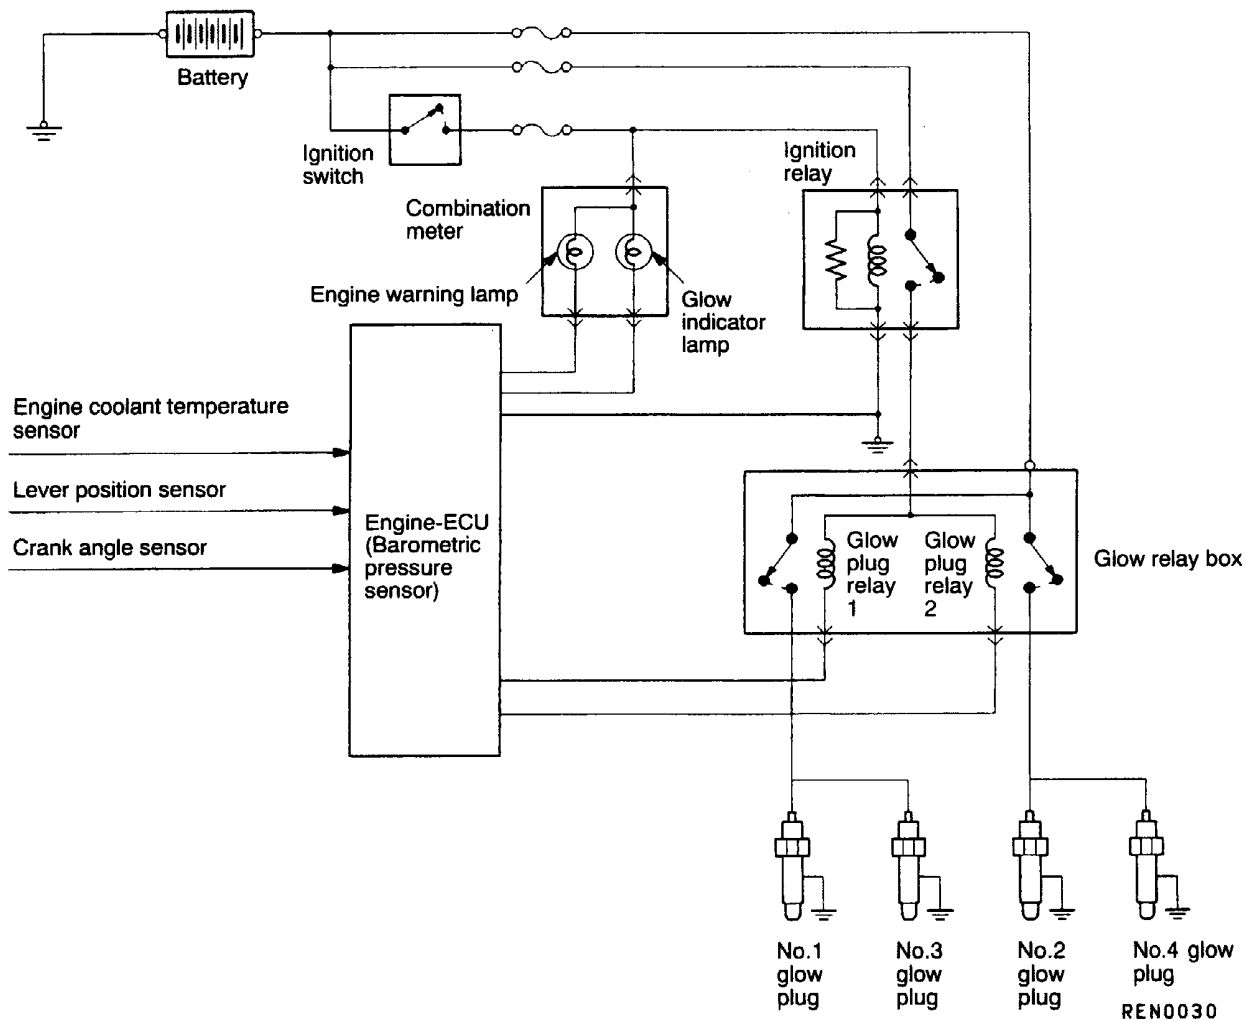 Battery
Ignition
switch
Ignition
relay
Combination
meter
Engine warning lamp
Glow
indicator
lamp
Engine coolant temperature
sensor
Lever position sensor
Crank angle sensor
Engine-ECU
(Barometric
pressure
sensor)
Glow
plug
relay
1
Glow
plug
relay
2
Glow relay box
No.1
glow
plug
No.3
glow
plug
No.2
glow
plug
No.4 glow
plug
REN0030